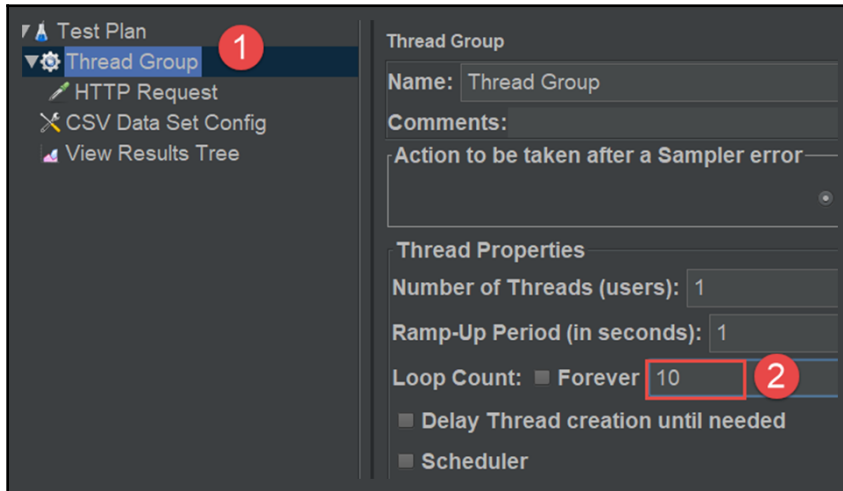 Test Plan
1
Thread Group
HTTP Request
CSV Data Set Config
View Results Tree
Thread Group
Name: Thread Group
Comments:
Action to be taken after a Sampler error
Thread Properties
Number of Threads (users): 1
Ramp-Up Period (in seconds): 1
Loop Count: Forever 10 2
Delay Thread creation until needed
Scheduler